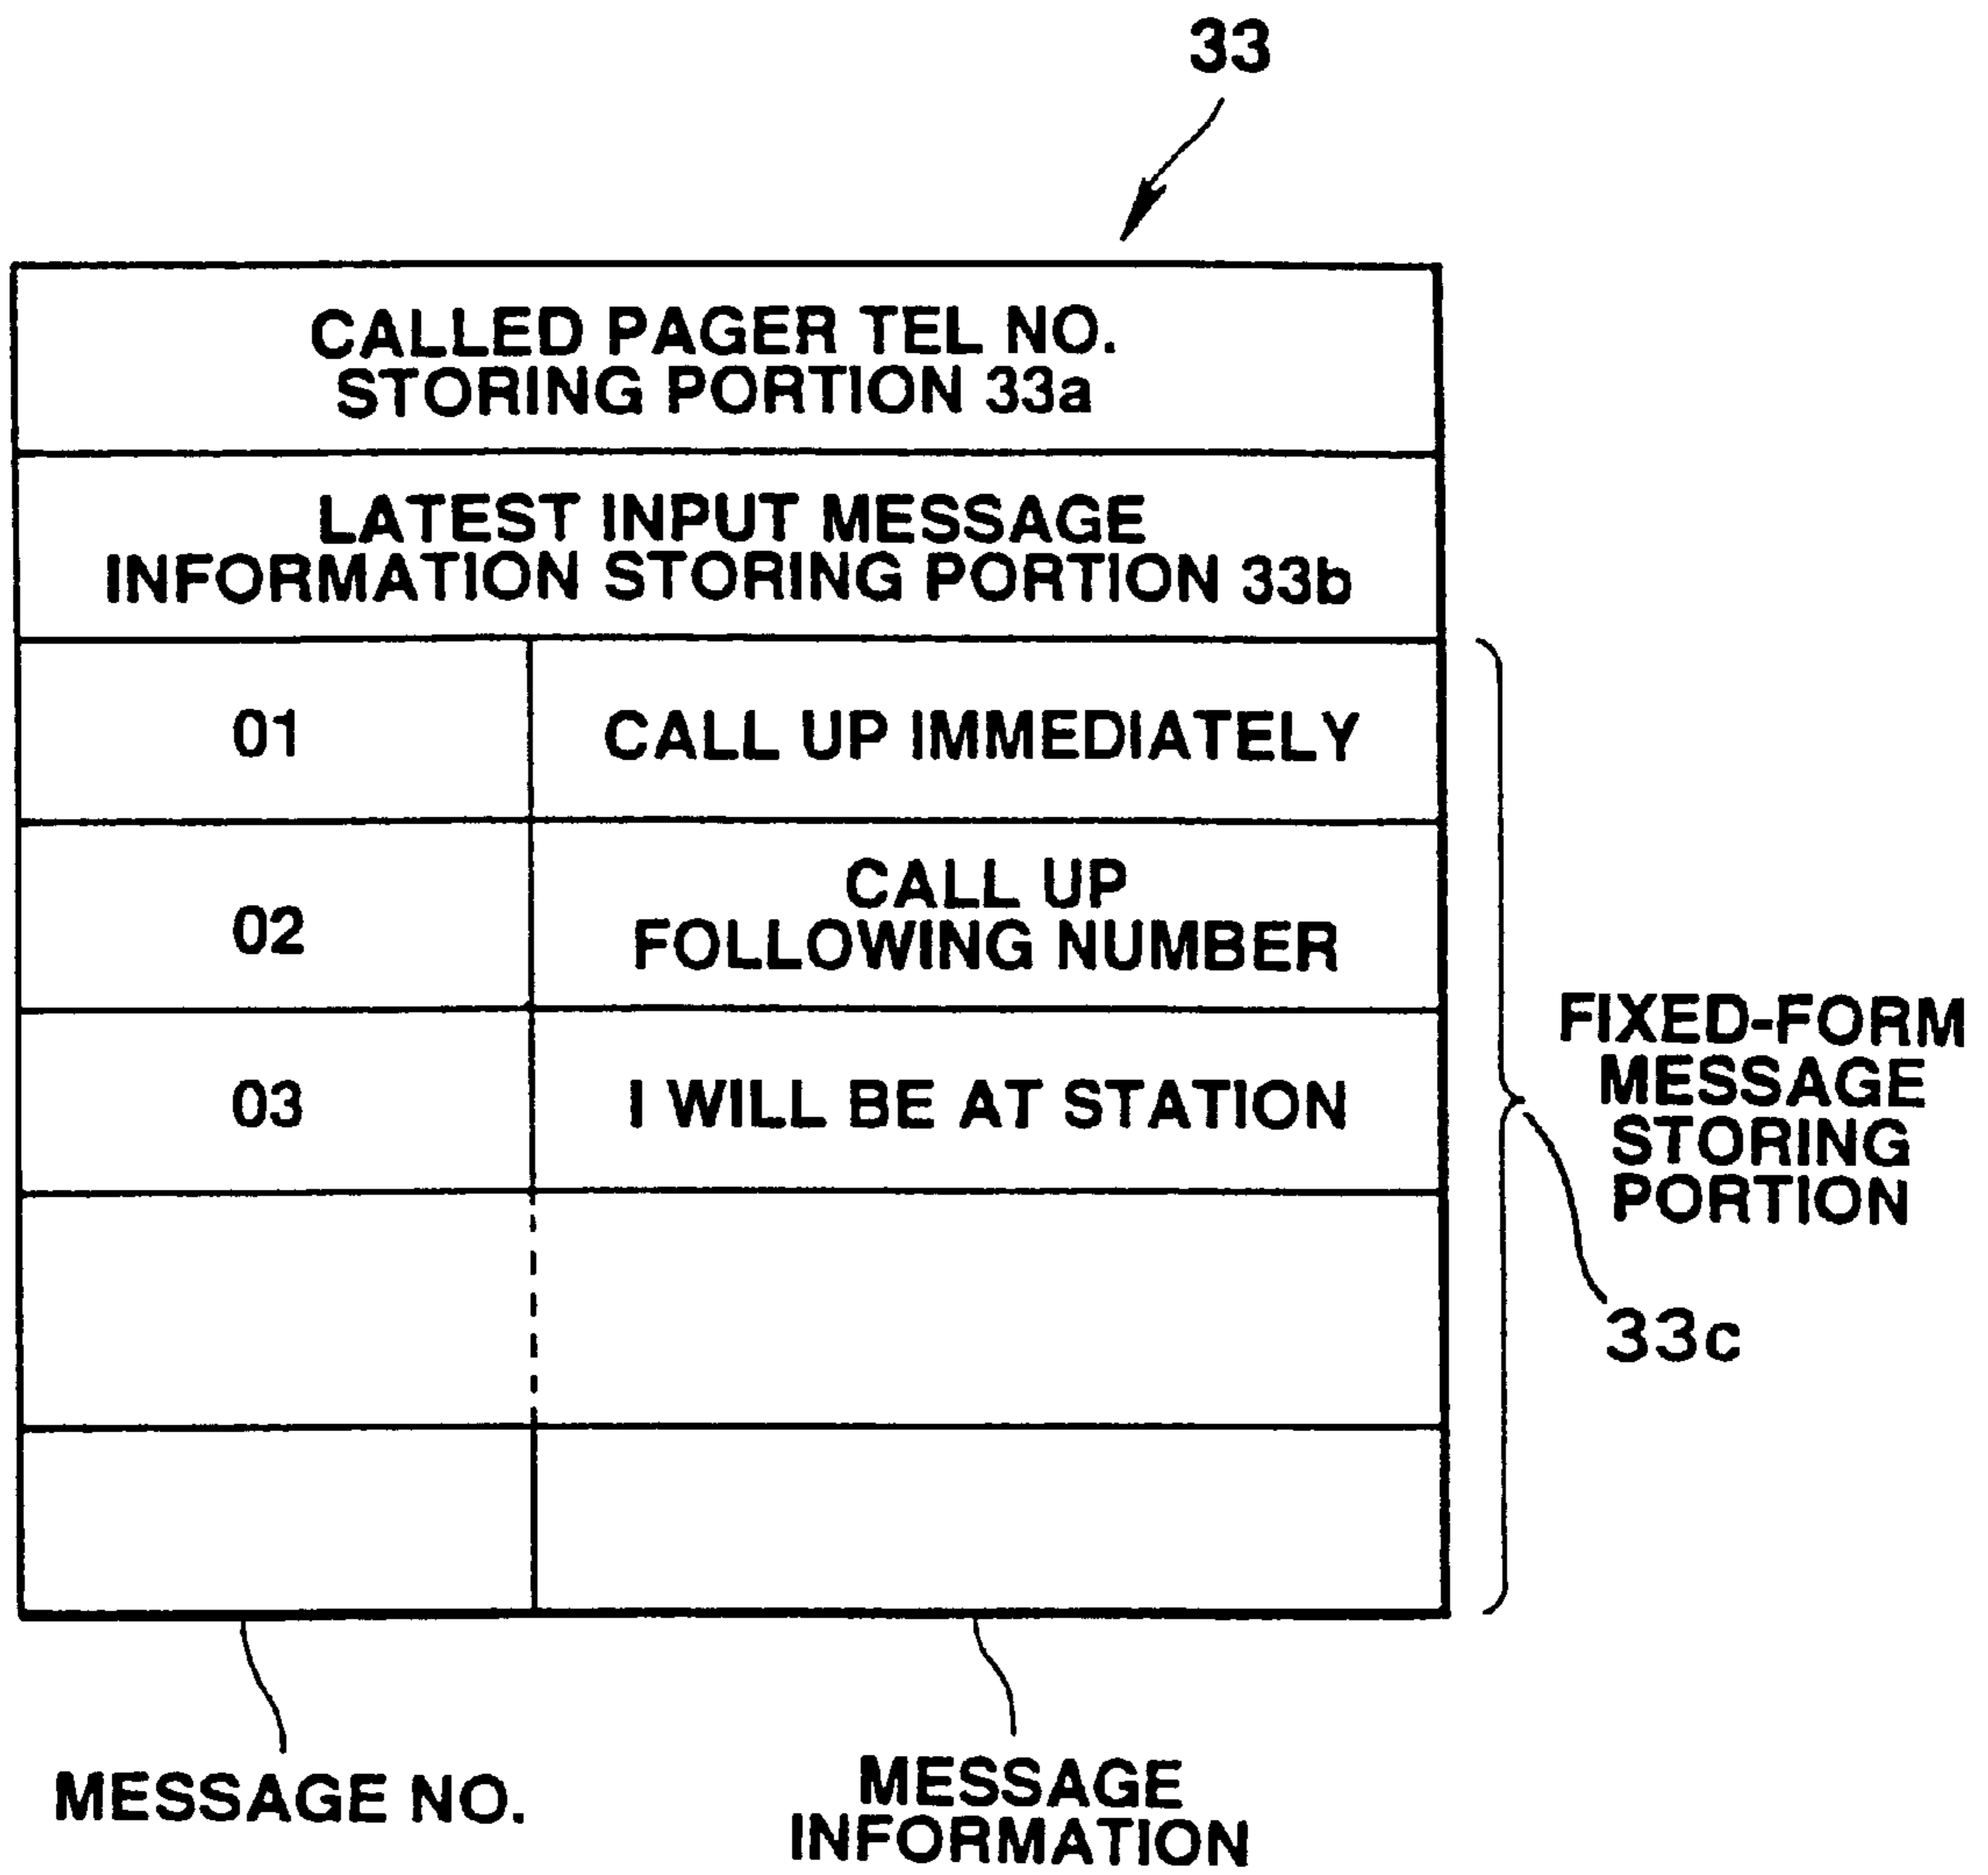 33
CALLED PAGER TEL NO.
STORING PORTION 33a
LATEST INPUT MESSAGE
INFORMATION STORING PORTION 33b
01
CALL UP IMMEDIATELY
02
CALL UP
FOLLOWING NUMBER
03
I WILL BE AT STATION
FIXED-FORM
MESSAGE
STORING
PORTION
33c
MESSAGE NO.
MESSAGE
INFORMATION